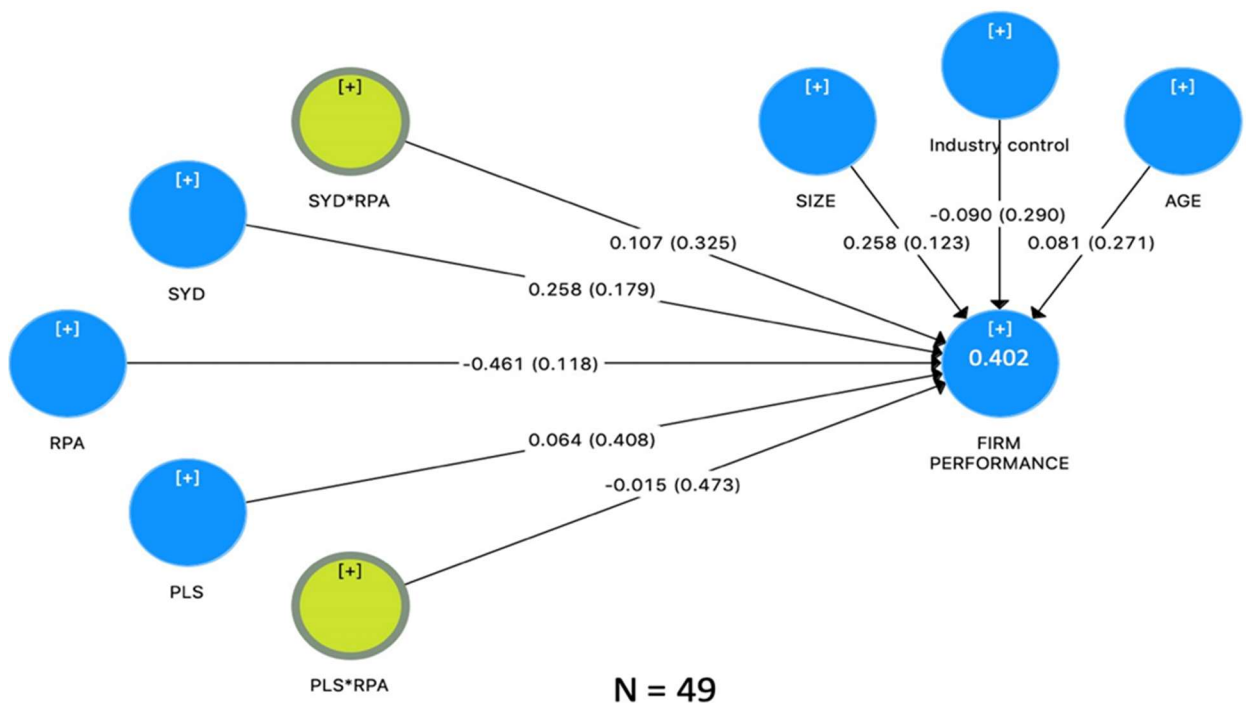 [+]
Industry control
[+]
SIZE
[+]
AGE
[+]
SYD*RPA
[+]
SYD
[+]
RPA
[+]
PLS
[+]
PLS*RPA
-0.090 (0.290)
0.258 (0.123)
0.081 (0.271)
0.107 (0.325)
0.258 (0.179)
-0.461 (0.118)
0.064 (0.408)
-0.015 (0.473)
[+]
0.402
FIRM
PERFORMANCE
N = 49